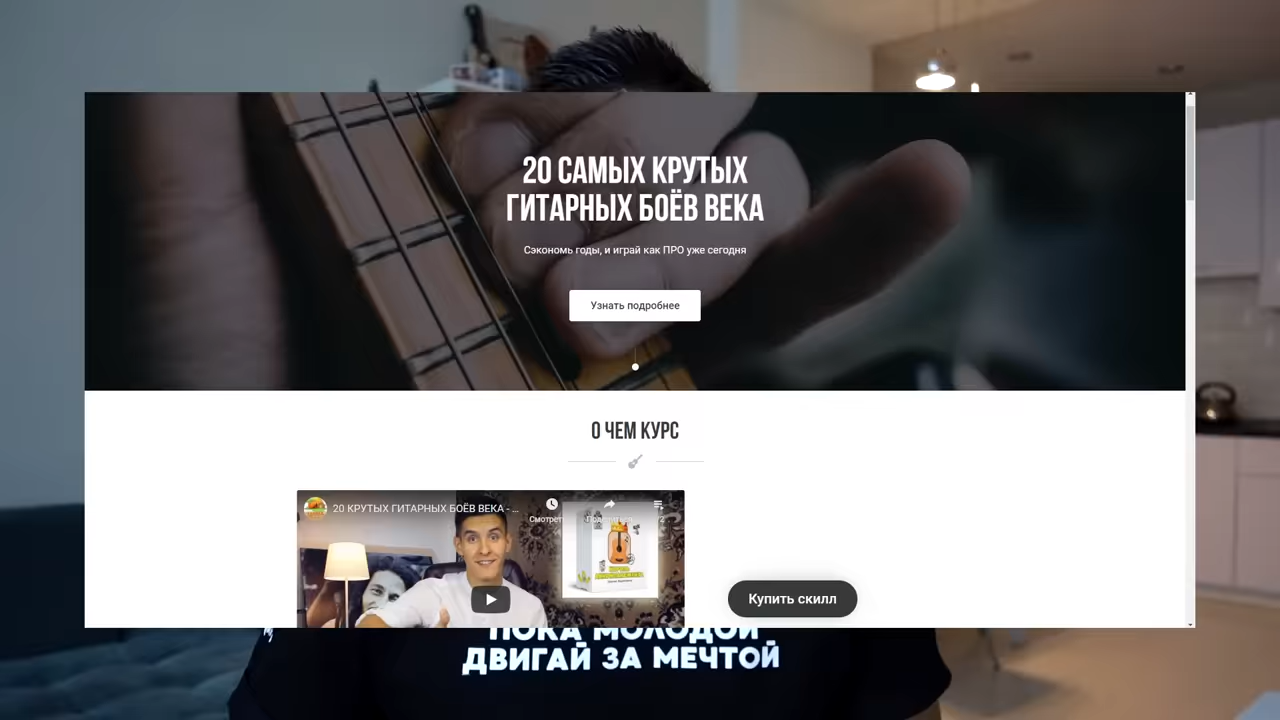 20 САМЫХ КРУТЫХ
ГИТАРНЫХ БОЁВ ВЕКА
Сэкономь годы, и играй как ПРО уже сегодня
Узнать подробнее
О ЧЕМ КУРС
20 КРУТЫХ ГИТАРНЫХ БОЁВ ВЕКА - ...
Купить скилл
ПОКА МОЛОДОЙ
ДВИГАЙ ЗА МЕЧТОЙ